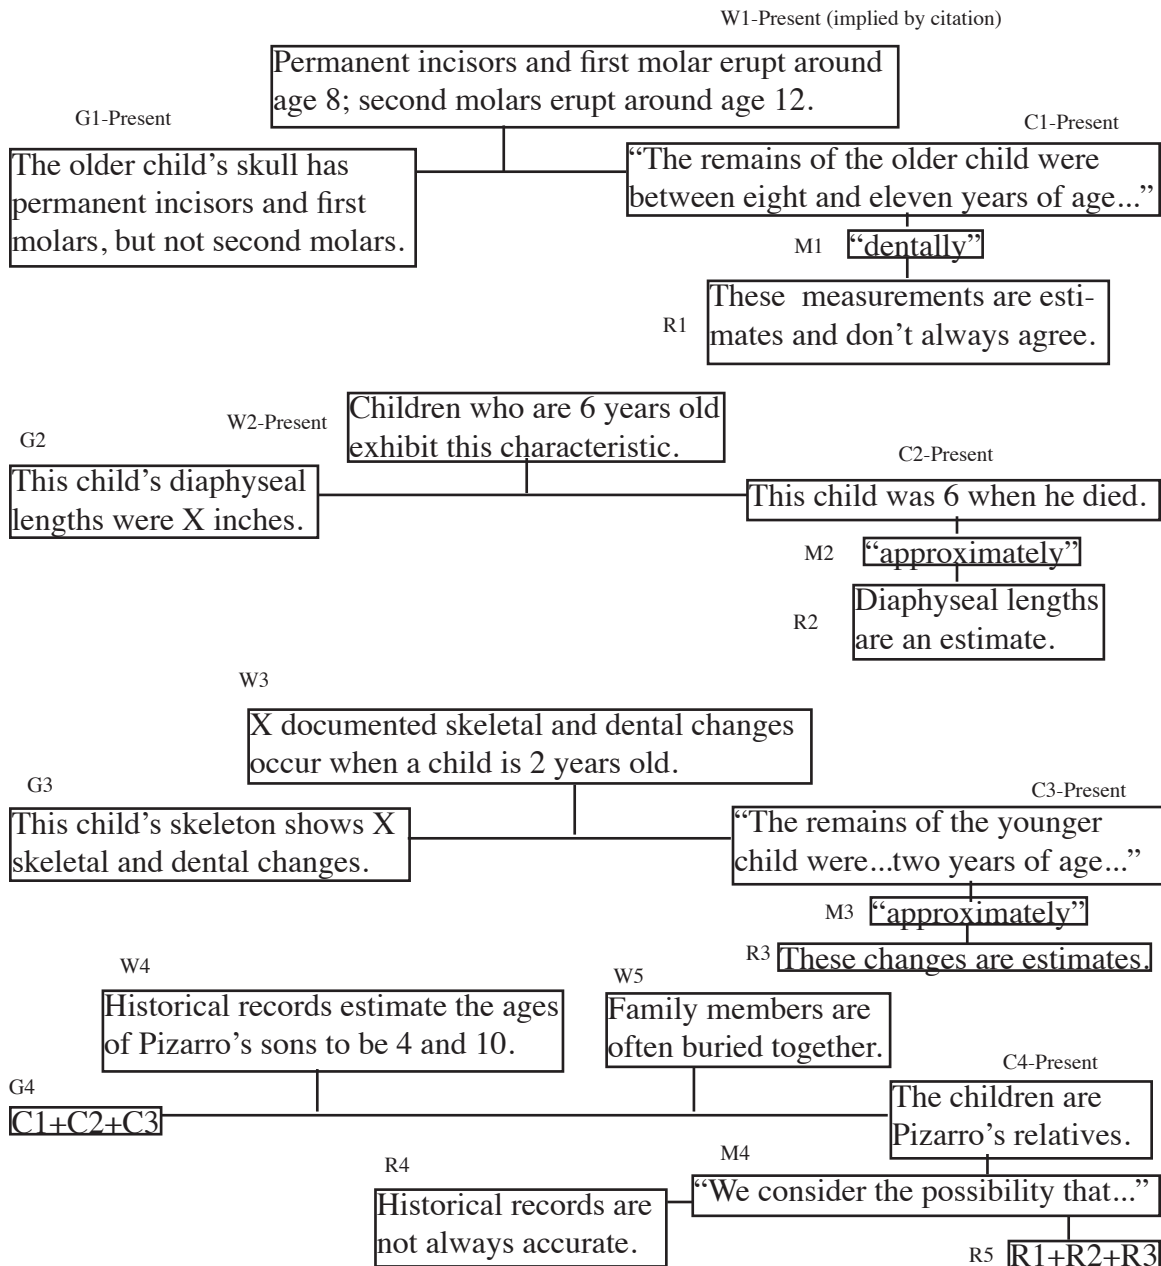 W1-Present (implied by citation)
Permanent incisors and first molar erupt around
age 8; second molars erupt around age 12.
G1-Present
C1-Present
The older child’s skull has
permanent incisors and first
molars, but not second molars.
“The remains of the older child were
between eight and eleven years of age...”
M1
“dentally”
R1
These  measurements are esti-
mates and don’t always agree.
W2-Present
Children who are 6 years old
exhibit this characteristic.
G2
This child’s diaphyseal
lengths were X inches.
C2-Present
This child was 6 when he died.
M2
“approximately”
R2
Diaphyseal lengths
are an estimate.
W3
X documented skeletal and dental changes
occur when a child is 2 years old.
G3
This child’s skeleton shows X
skeletal and dental changes.
C3-Present
“The remains of the younger
child were...two years of age...”
M3
“approximately”
R3
These changes are estimates.
W4
Historical records estimate the ages
of Pizarro’s sons to be 4 and 10.
W5
Family members are
often buried together.
G4
C1+C2+C3
C4-Present
The children are
Pizarro’s relatives.
M4
“We consider the possibility that...”
R4
Historical records are
not always accurate.
R5
R1+R2+R3